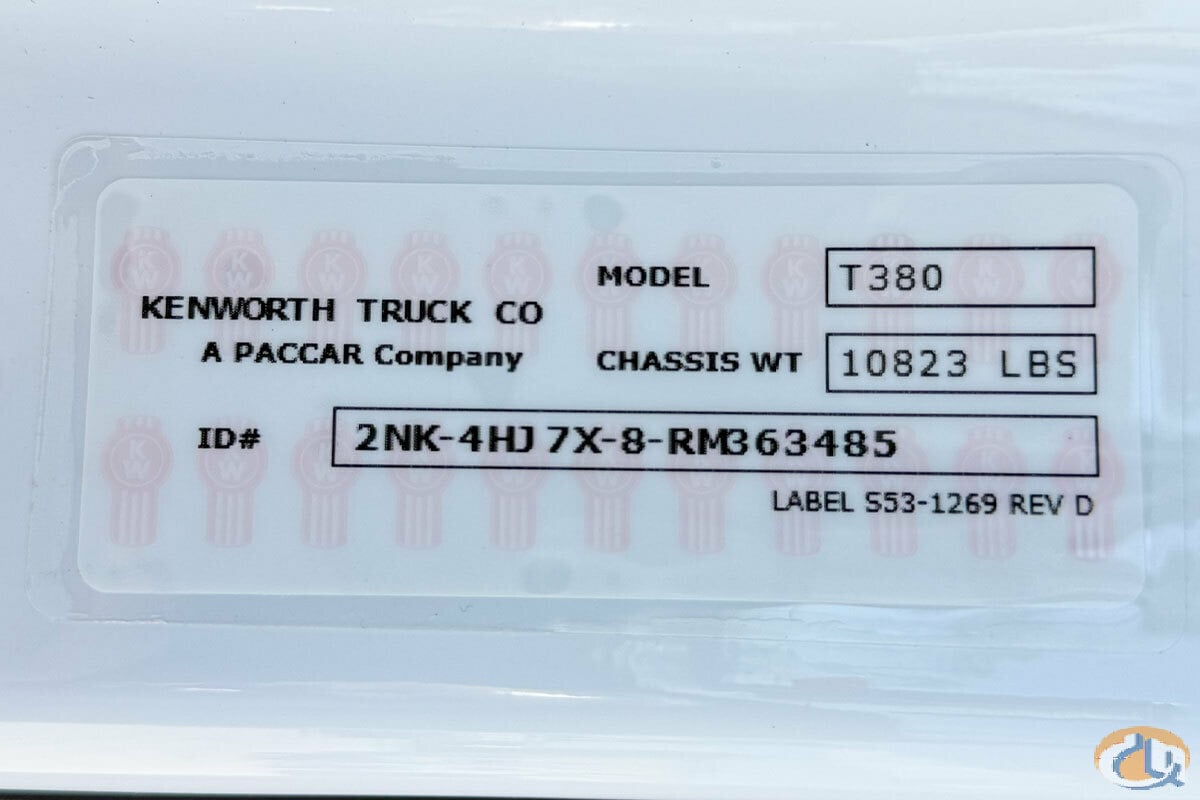 KENWORTH TRUCK CO
A PACCAR Company
MODEL T380
CHASSIS WT 10823 LBS
ID# 2NK-4HJ7X-8-RM363485
LABEL S53-1269 REV D